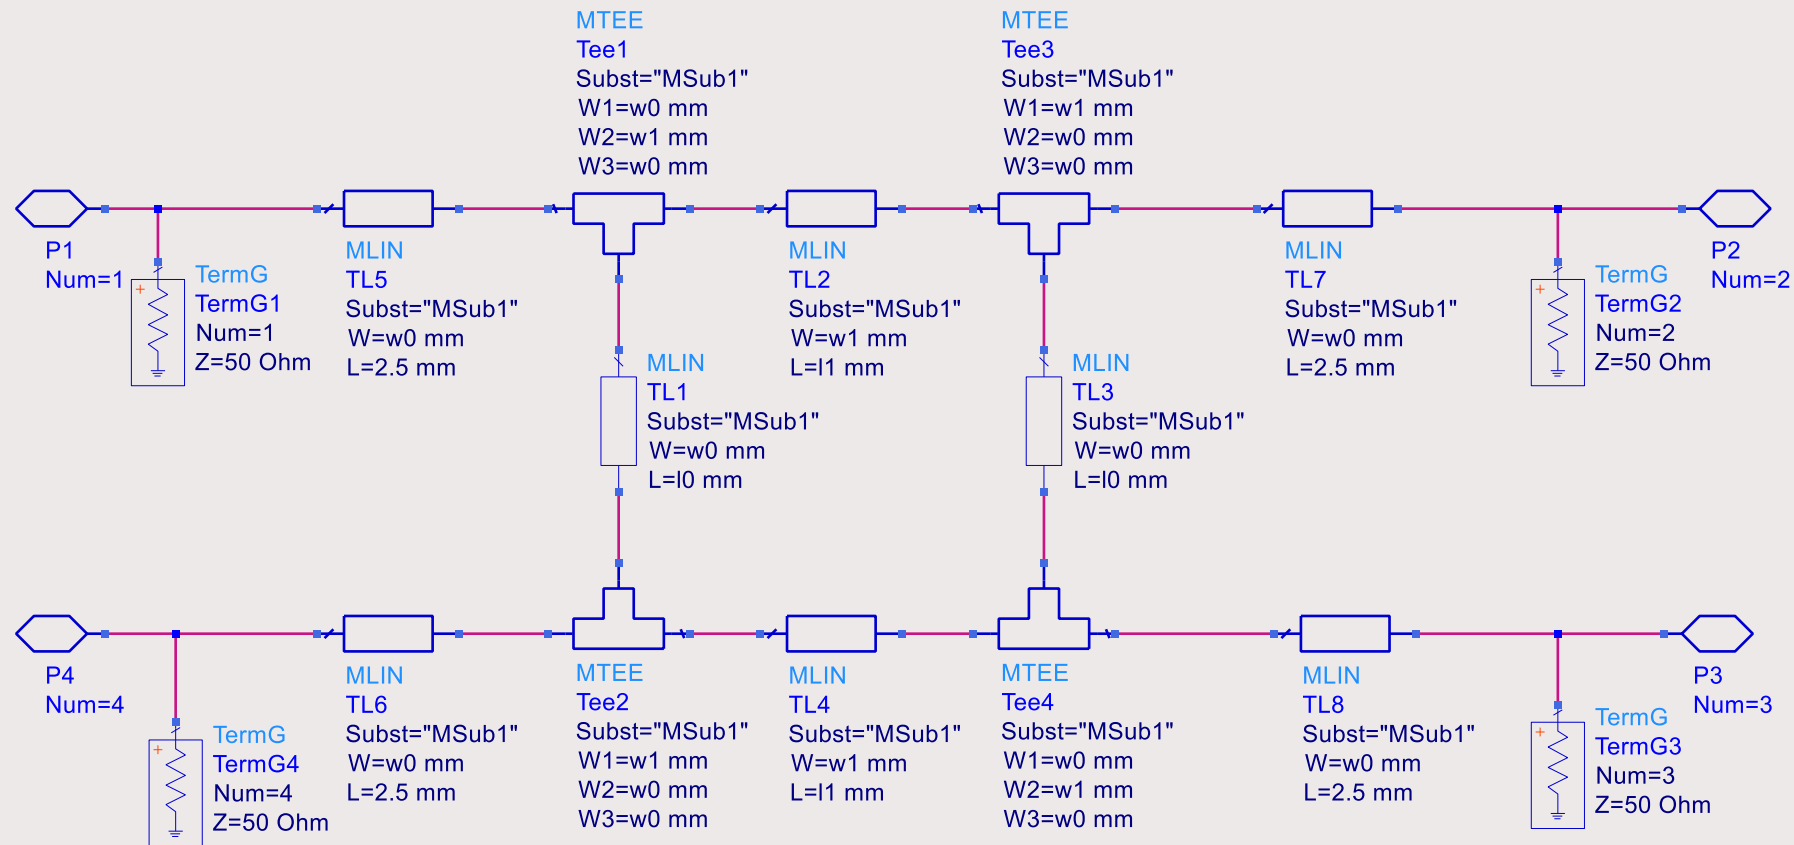 MTEE
Tee1
Subst="MSub1"
W1=w0 mm
W2=w1 mm
W3=w0 mm
MTEE
Tee3
Subst="MSub1"
W1=w1 mm
W2=w0 mm
W3=w0 mm
P1
Num=1
TermG
TermG1
Num=1
Z=50 Ohm
+
MLIN
TL5
Subst="MSub1"
W=w0 mm
L=2.5 mm
MLIN
TL2
Subst="MSub1"
W=w1 mm
L=l1 mm
MLIN
TL7
Subst="MSub1"
W=w0 mm
L=2.5 mm
+
TermG
TermG2
Num=2
Z=50 Ohm
P2
Num=2
MLIN
TL1
Subst="MSub1"
W=w0 mm
L=l0 mm
MLIN
TL3
Subst="MSub1"
W=w0 mm
L=l0 mm
P4
Num=4
+
TermG
TermG4
Num=4
Z=50 Ohm
MLIN
TL6
Subst="MSub1"
W=w0 mm
L=2.5 mm
MTEE
Tee2
Subst="MSub1"
W1=w1 mm
W2=w0 mm
W3=w0 mm
MLIN
TL4
Subst="MSub1"
W=w1 mm
L=l1 mm
MTEE
Tee4
Subst="MSub1"
W1=w0 mm
W2=w1 mm
W3=w0 mm
MLIN
TL8
Subst="MSub1"
W=w0 mm
L=2.5 mm
+
TermG
TermG3
Num=3
Z=50 Ohm
P3
Num=3